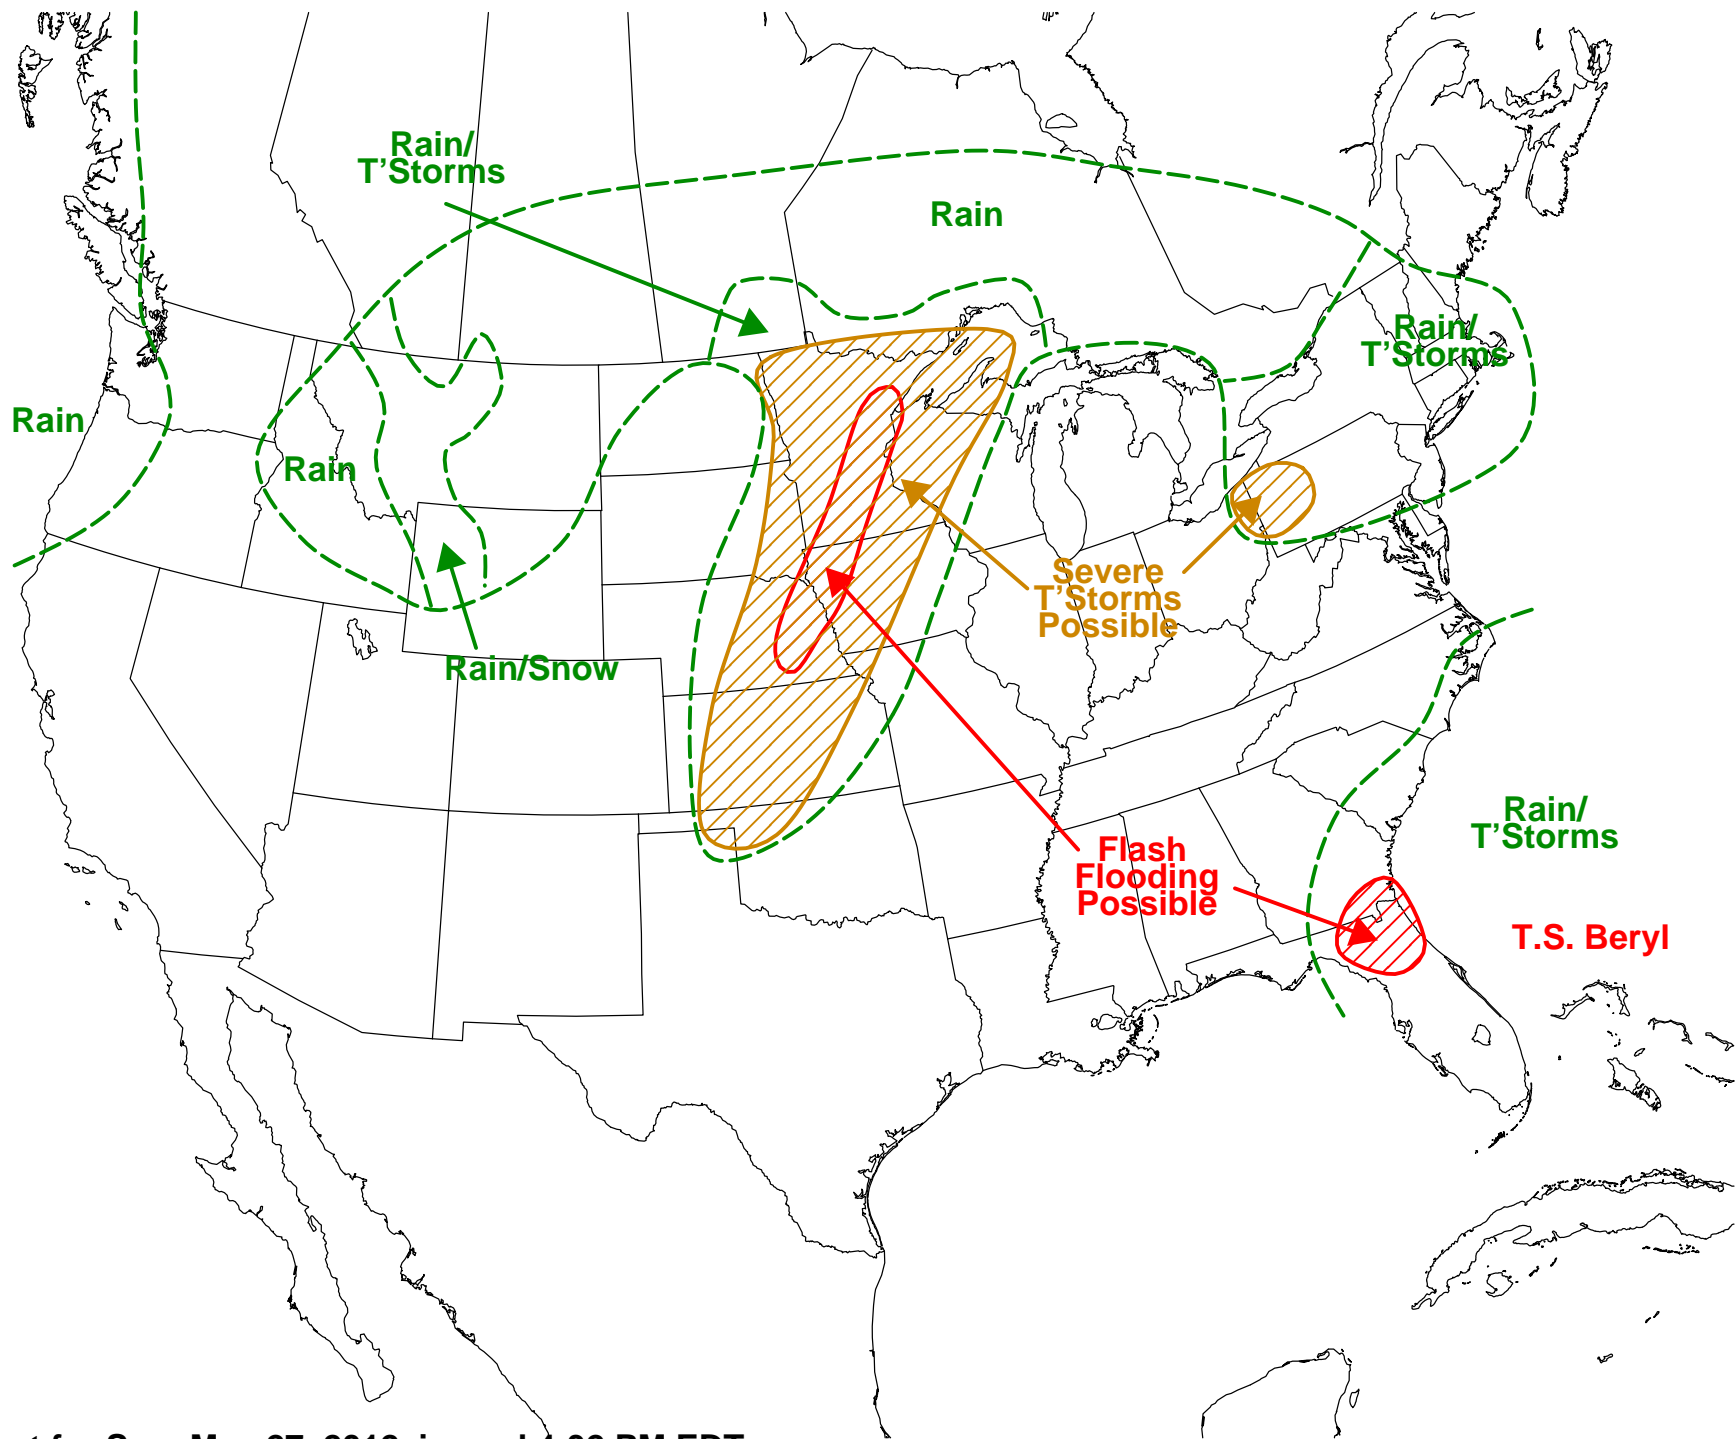 Rain/
T'Storms
Rain
Rain/
T'Storms
Rain
Rain
Severe
T'Storms
Possible
Rain/Snow
Rain/
T'Storms
Flash
Flooding
Possible
T.S. Beryl